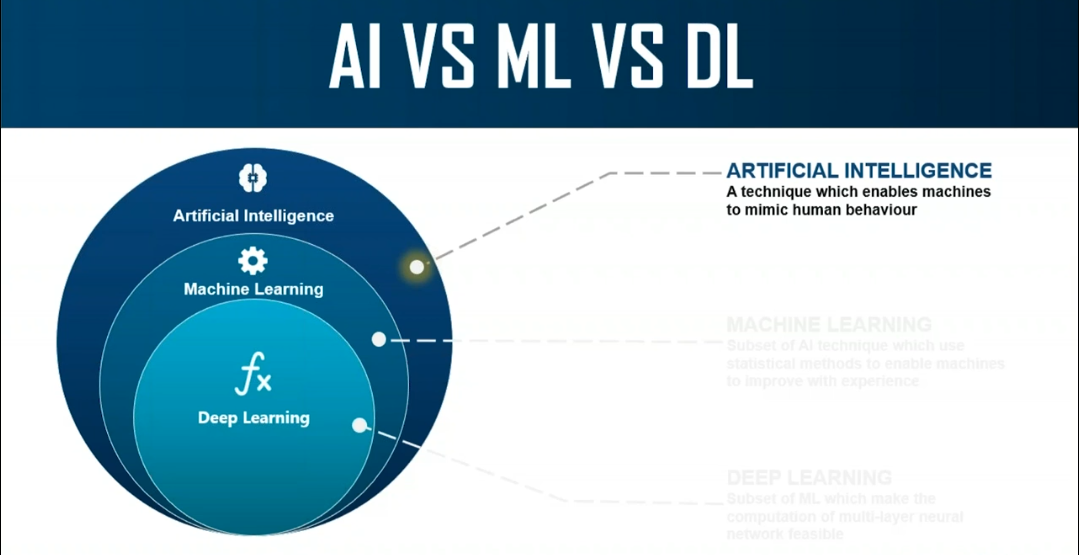 AI VS ML VS DL
Artificial Intelligence
Machine Learning
fx
Deep Learning
ARTIFICIAL INTELLIGENCE
A technique which enables machines
to mimic human behaviour
MACHINE LEARNING
Subset of AI technique which use
statistical methods to enable machines
to improve with experience
DEEP LEARNING
Subset of ML which make the
computation of multi-layer neural
network feasible